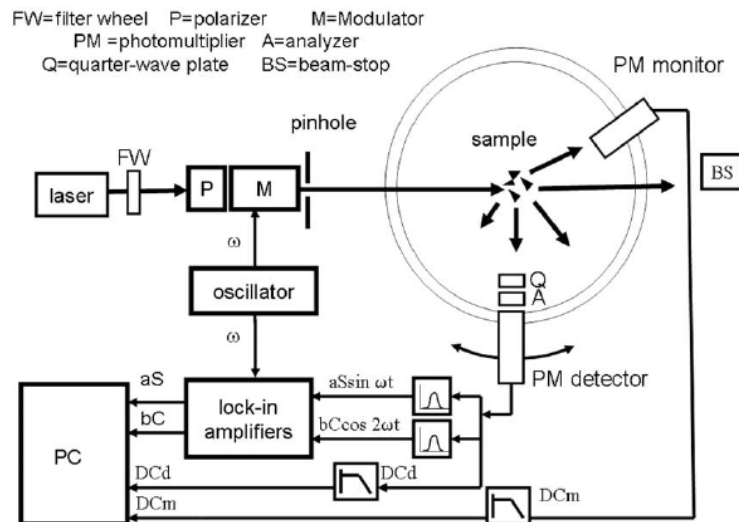 FW=filter wheel P=polarizer M=Modulator
PM =photomultiplier A=analyzer
Q=quarter-wave plate BS=beam-stop
PM monitor
pinhole
sample
FW
BS
laser
P
M
Q
A
ω
oscillator
ω
PM detector
aS
aSsin ωt
lock-in
amplifiers
bC
bCcos 2ωt
PC
DCd
DCd
DCm
DCm